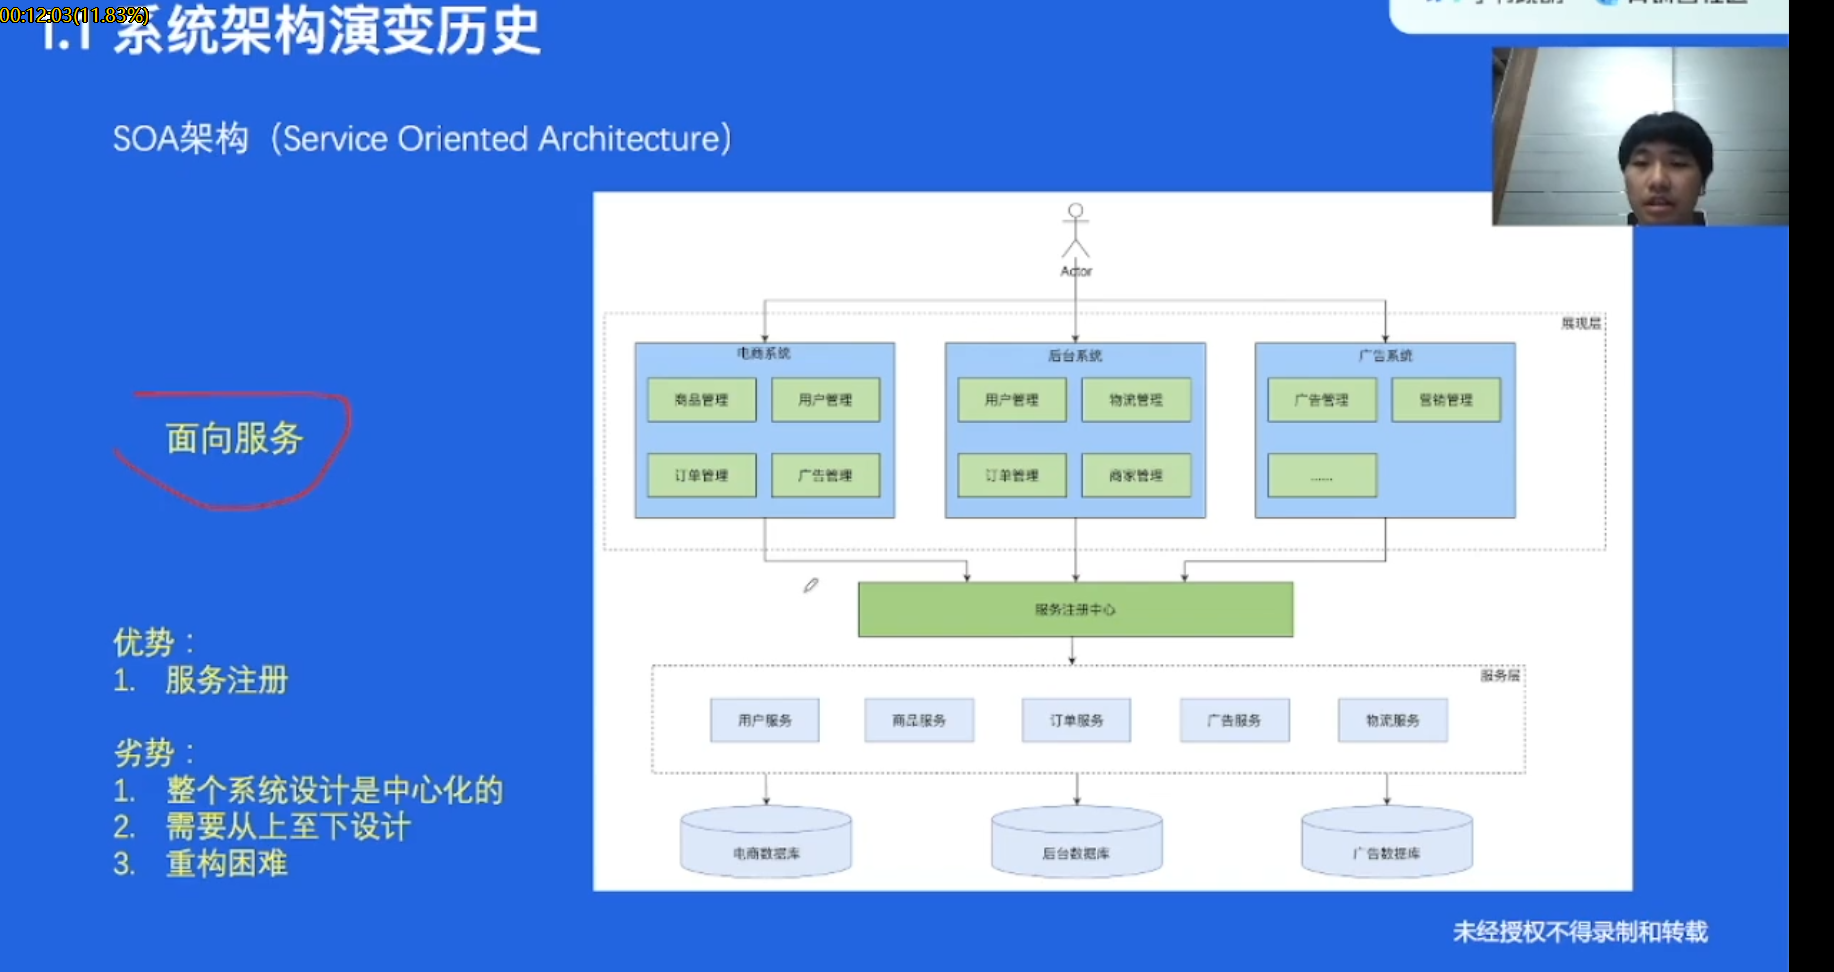 00:12:03(11.83%)
1.1 系统架构演变历史
SOA架构（Service Oriented Architecture）
面向服务
优势：
1. 服务注册
劣势：
1. 整个系统设计是中心化的
2. 需要从上至下设计
3. 重构困难
Actor
展现层
电商系统
商品管理
用户管理
订单管理
广告管理
后台系统
用户管理
物流管理
订单管理
商家管理
广告系统
广告管理
营销管理
......
服务注册中心
服务层
用户服务
商品服务
订单服务
广告服务
物流服务
电商数据库
后台数据库
广告数据库
未经授权不得录制和转载